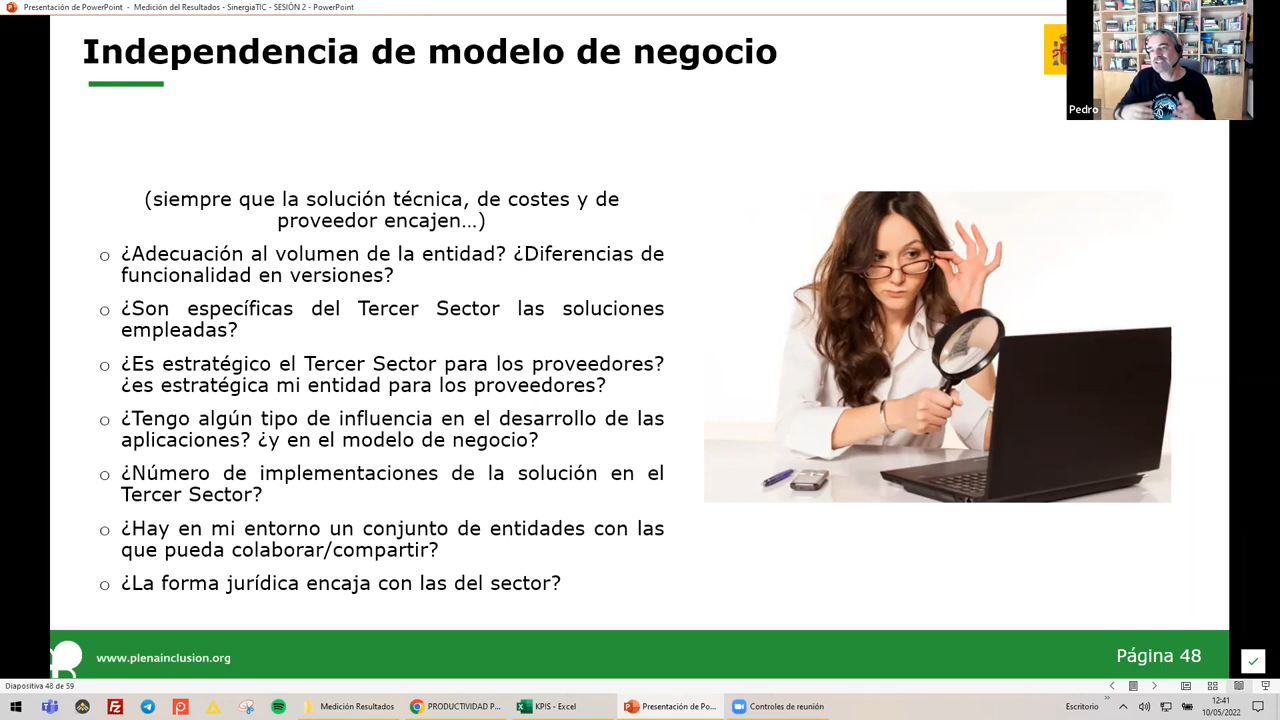 Presentación de PowerPoint - Medición del Resultados - SinergiaTIC - SESIÓN 2 - PowerPoint
Independencia de modelo de negocio
Pedro
(siempre que la solución técnica, de costes y de
proveedor encajen...)
¿Adecuación al volumen de la entidad? ¿Diferencias de
funcionalidad en versiones?
¿Son específicas del Tercer Sector las soluciones
empleadas?
¿Es estratégico el Tercer Sector para los proveedores?
¿es estratégica mi entidad para los proveedores?
¿Tengo algún tipo de influencia en el desarrollo de las
aplicaciones? ¿y en el modelo de negocio?
¿Número de implementaciones de la solución en el
Tercer Sector?
¿Hay en mi entorno un conjunto de entidades con las
que pueda colaborar/compartir?
¿La forma jurídica encaja con las del sector?
www.plenainclusion.org
Página 48
Diapositiva 48 de 59
Medición Resultados
PRODUCTIVIDAD P...
KPIS - Excel
Presentación de Po...
Controles de reunión
Escritorio
12:41
10/05/2022